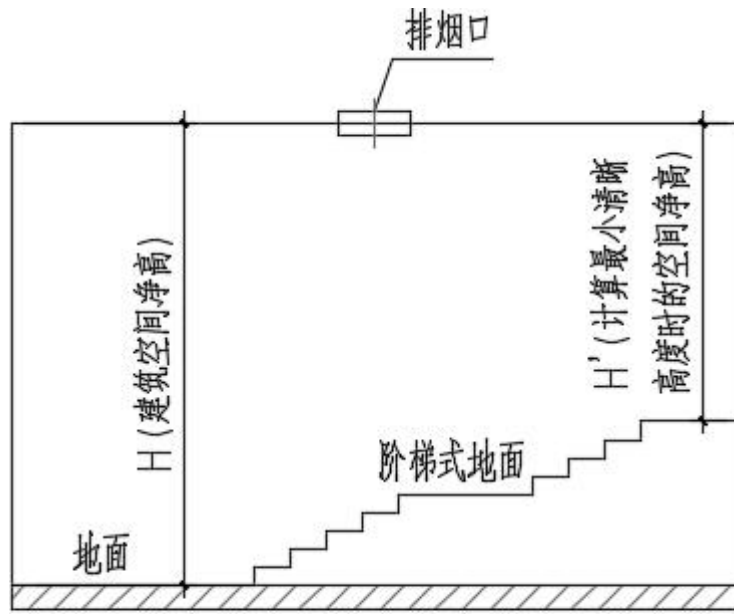 排烟口
H(建筑空间净高)
H'(计算最小清晰
高度时的空间净高)
阶梯式地面
地面